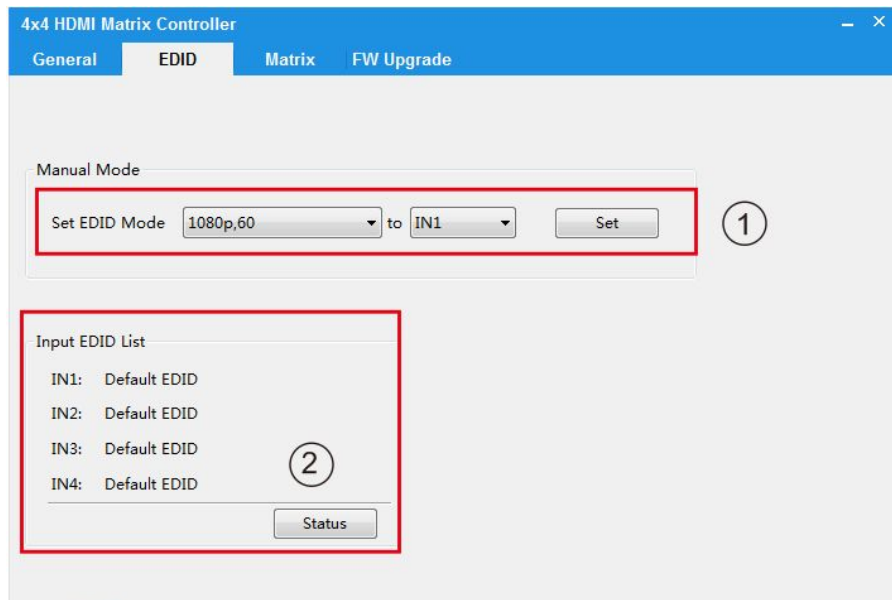 4x4 HDMI Matrix Controller
General EDID Matrix FW Upgrade
Manual Mode
Set EDID Mode 1080p,60 to IN1 Set
1
Input EDID List
IN1: Default EDID
IN2: Default EDID
IN3: Default EDID
IN4: Default EDID
2
Status